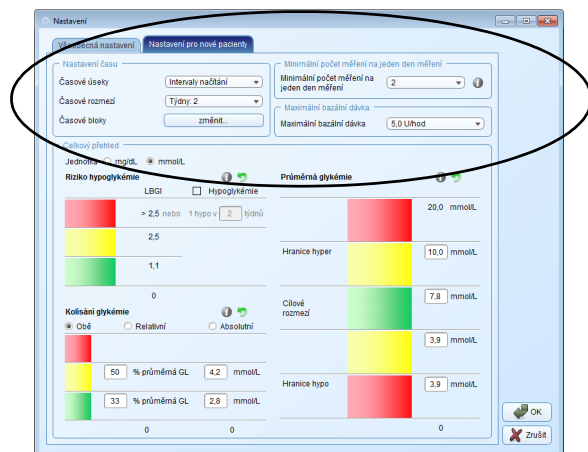 Nastavení
Všeobecná nastavení
Nastavení pro nové pacienty
Nastavení času
Časové úseky
Intervaly načítání
Časové rozmezí
Týdny: 2
Časové bloky
změnit...
Minimální počet měření na jeden den měření
Minimální počet měření na
jeden den měření
2
Maximální bazální dávka
Maximální bazální dávka
5,0 U/hod
Celkový přehled
Jednotka mg/dL mmol/L
Riziko hypoglykémie
LBGI Hypoglykémie
> 2,5 nebo 1 hypo v 2 týdnů
2,5
1,1
0
Kolísání glykémie
Obě Relativní Absolutní
50 % průměrná GL 4,2 mmol/L
33 % průměrná GL 2,8 mmol/L
0 0
Průměrná glykémie
20,0 mmol/L
Hranice hyper 10,0 mmol/L
Cílové
rozmezí
7,8 mmol/L
3,9 mmol/L
Hranice hypo 3,9 mmol/L
0
OK
Zrušit